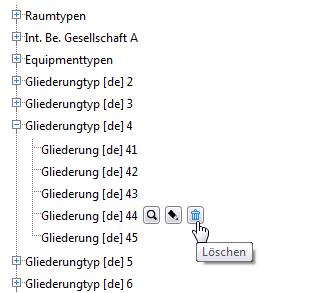 Raumtypen
Int. Be. Gesellschaft A
Equipmenttypen
Gliederungtyp [de] 2
Gliederungtyp [de] 3
Gliederungtyp [de] 4
Gliederung [de] 41
Gliederung [de] 42
Gliederung [de] 43
Gliederung [de] 44
Löschen
Gliederung [de] 45
Gliederungtyp [de] 5
Gliederungtyp [de] 6